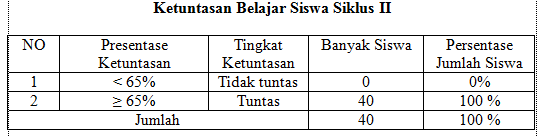 Ketuntasan Belajar Siswa Siklus II
NO Presentase Ketuntasan Tingkat Ketuntasan Banyak Siswa Persentase Jumlah Siswa
1 < 65% Tidak tuntas 0 0%
2 ≥ 65% Tuntas 40 100 %
Jumlah 40 100 %